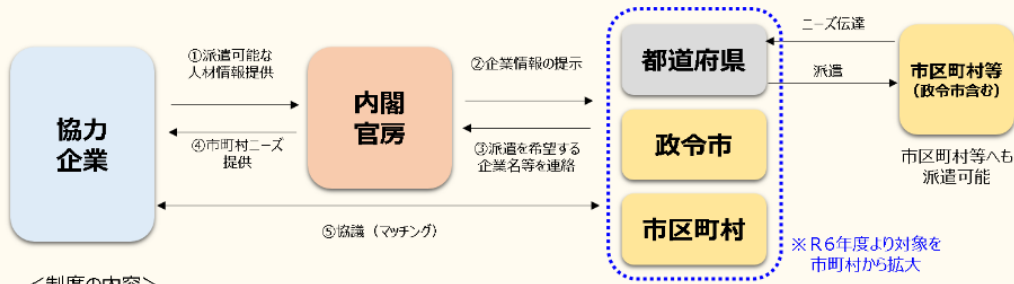 協力
企業
①派遣可能な
人材情報提供
④市町村ニーズ
提供
内閣
官房
②企業情報の提示
③派遣を希望する
企業名等を連絡
⑤協議（マッチング）
都道府県
政令市
市区町村
ニーズ伝達
派遣
市区町村等
（政令市含む）
市区町村等へも
派遣可能
※R6年度より対象を
市町村から拡大
＜制度の内容＞